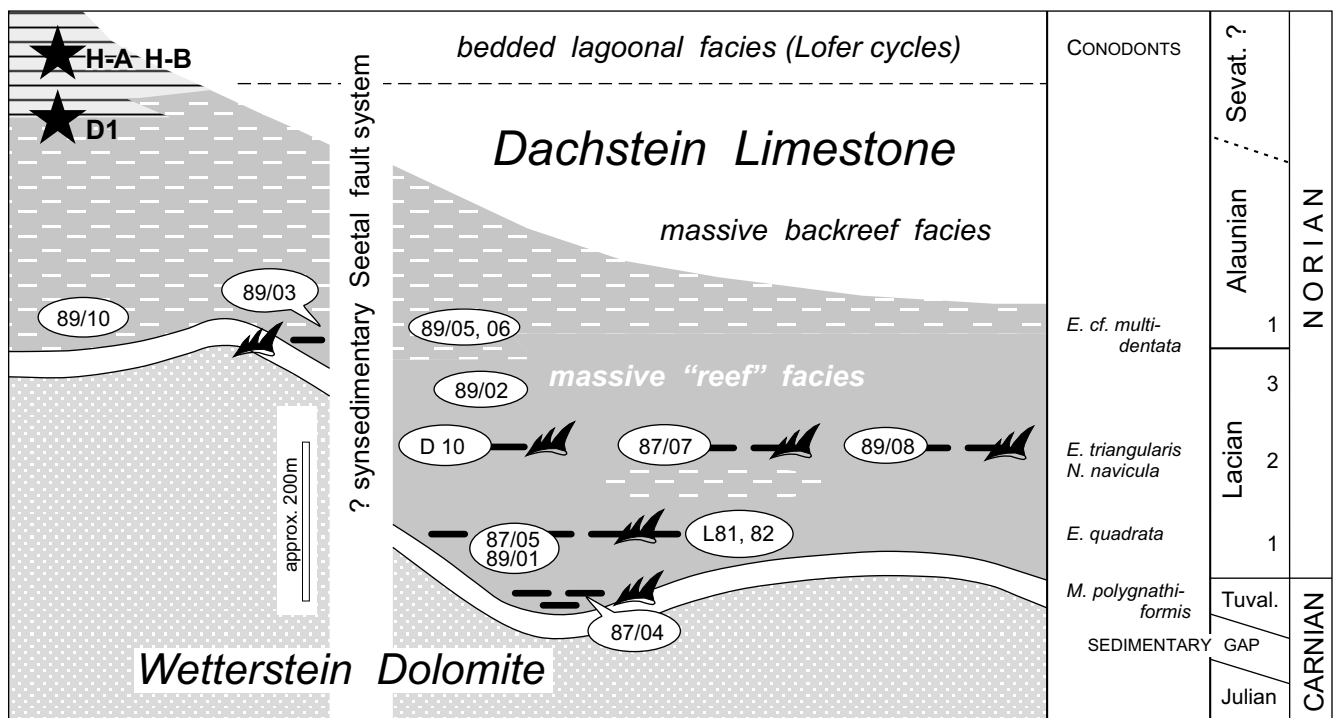 H-A H-B
D1
bedded lagoonal facies (Lofer cycles)
Dachstein Limestone
massive backreef facies
? synsedimentary Seetal fault system
89/03
89/10
89/05, 06
massive “reef” facies
89/02
D 10
87/07
89/08
87/05
89/01
L81, 82
87/04
approx. 200m
Wetterstein Dolomite
CONODONTS
E. cf. multi-
dentata
E. triangularis
N. navicula
E. quadrata
M. polygnathi-
formis
SEDIMENTARY GAP
Sevat. ?
Alaunian
1
Lacian
3
2
1
Tuval.
Julian
NORIAN
CARNIAN